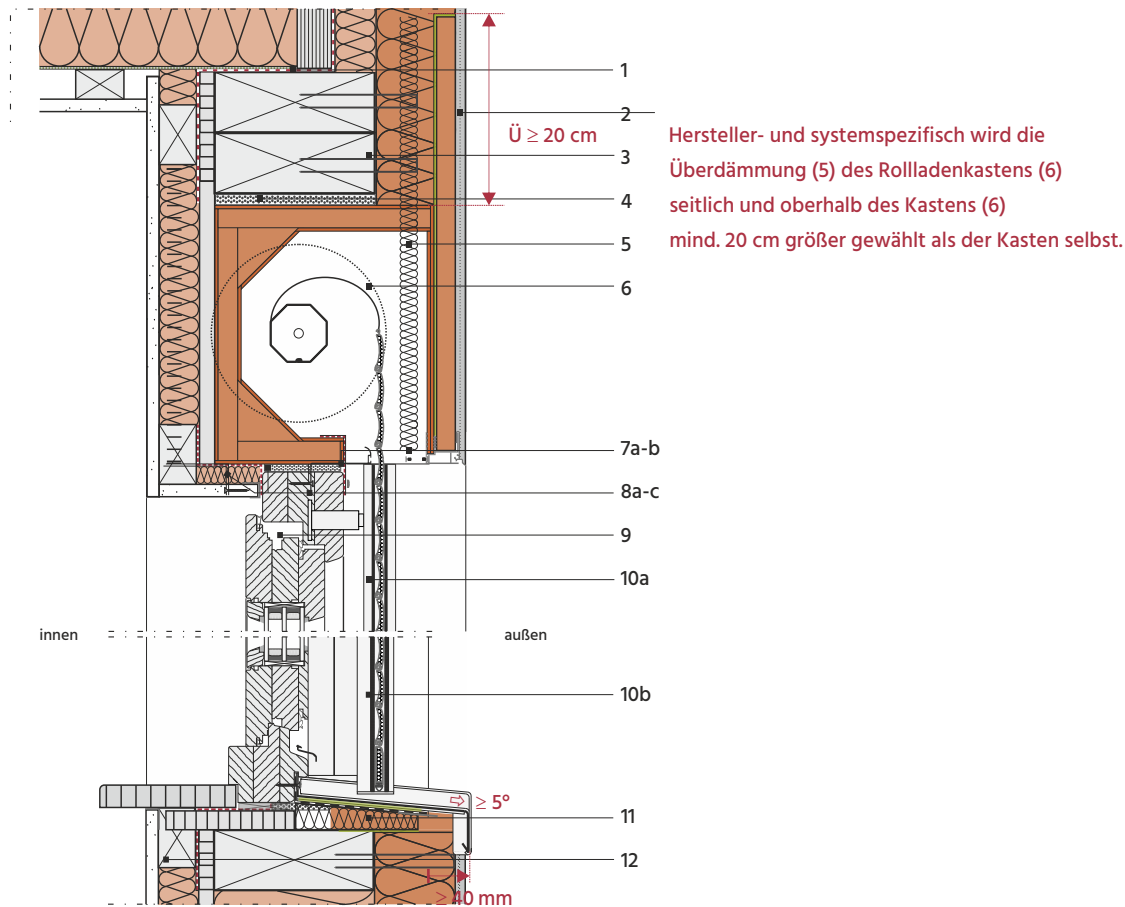 1
2
Ü ≥ 20 cm
3
4
5
6
Hersteller- und systemspezifisch wird die
Überdämmung (5) des Rollladenkastens (6)
seitlich und oberhalb des Kastens (6)
mind. 20 cm größer gewählt als der Kasten selbst.
7a-b
8a-c
9
10a
innen
außen
10b
≥ 5°
11
12
≥ 40 mm